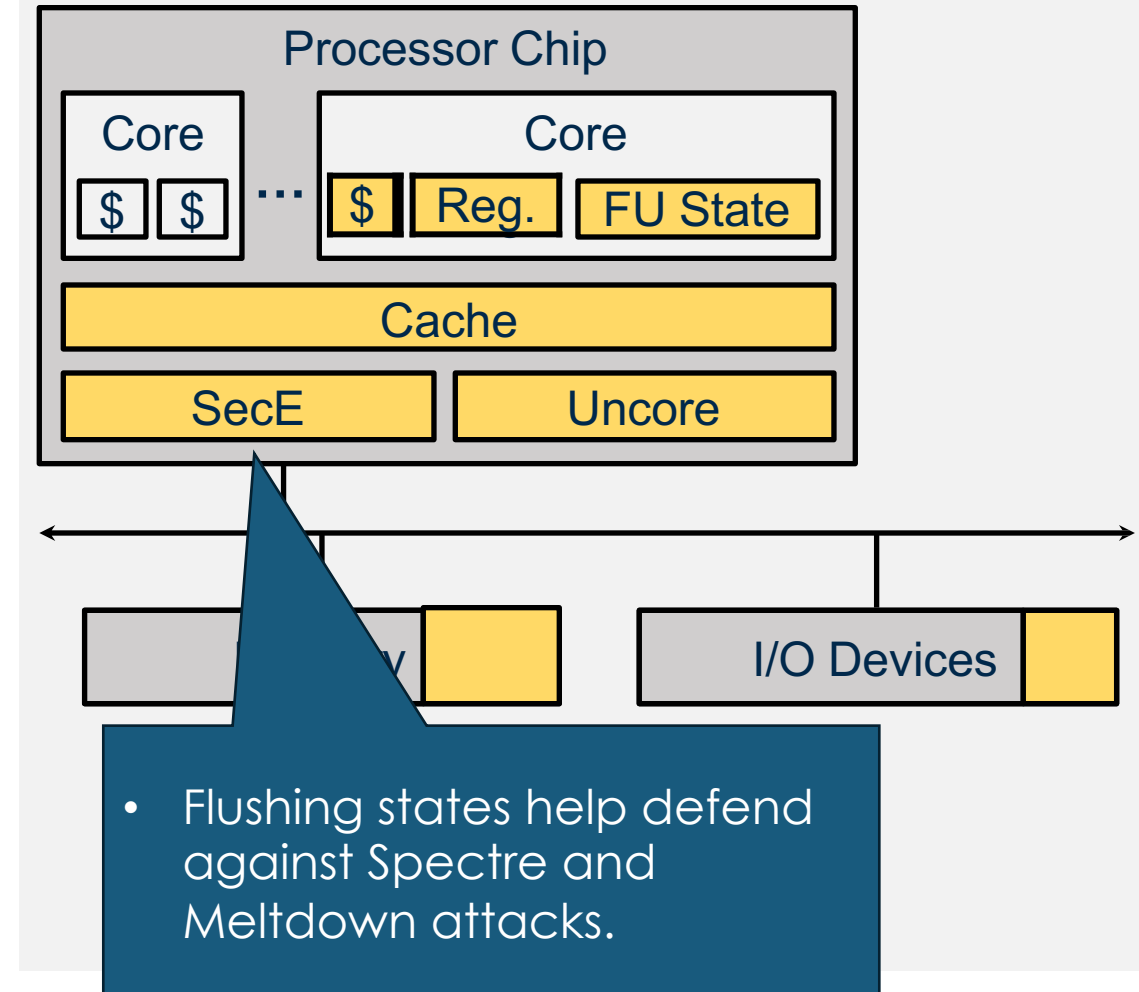 Processor Chip
Core
Core
$ $ ... $ Reg. FU State
Cache
SecE
Uncore
I/O Devices
• Flushing states help defend
against Spectre and
Meltdown attacks.